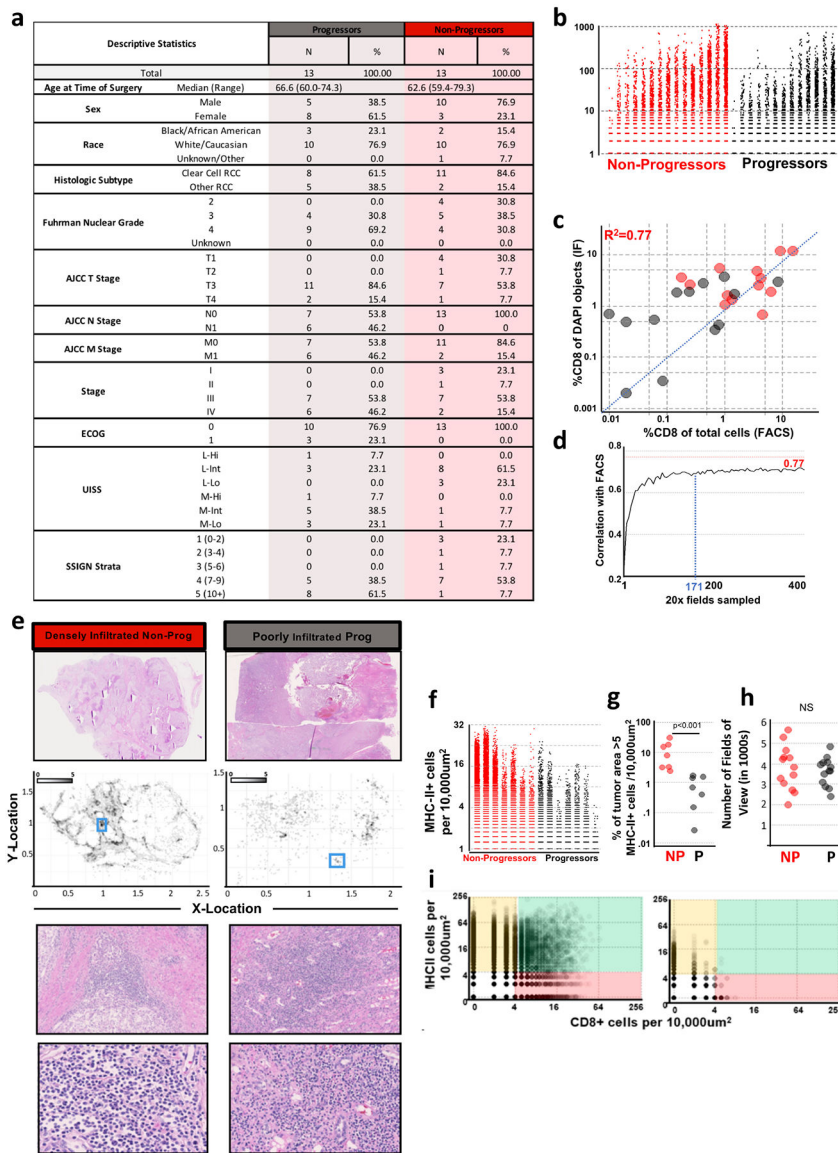 a
Descriptive Statistics Progressors Non-Progressors
N % N %
Total 13 100.00 13 100.00
Age at Time of Surgery Median (Range) 66.6 (60.0-74.3) 62.6 (59.4-79.3)
Sex Male 5 38.5 10 76.9
Female 8 61.5 3 23.1
Race Black/African American 3 23.1 2 15.4
White/Caucasian 10 76.9 10 76.9
Unknown/Other 0 0.0 1 7.7
Histologic Subtype Clear Cell RCC 8 61.5 11 84.6
Other RCC 5 38.5 2 15.4
Fuhrman Nuclear Grade 2 0 0.0 4 30.8
3 4 30.8 5 38.5
4 9 69.2 4 30.8
Unknown 0 0.0 0 0.0
AJCC T Stage T1 0 0.0 4 30.8
T2 0 0.0 1 7.7
T3 11 84.6 7 53.8
T4 2 15.4 1 7.7
AJCC N Stage N0 7 53.8 13 100.0
N1 6 46.2 0 0
AJCC M Stage M0 7 53.8 11 84.6
M1 6 46.2 2 15.4
Stage I 0 0.0 3 23.1
II 0 0.0 1 7.7
III 7 53.8 7 53.8
IV 6 46.2 2 15.4
ECOG 0 10 76.9 13 100.0
1 3 23.1 0 0.0
UISS L-Hi 1 7.7 0 0.0
L-Int 3 23.1 8 61.5
L-Lo 0 0.0 3 23.1
M-Hi 1 7.7 0 0.0
M-Int 5 38.5 1 7.7
M-Lo 3 23.1 1 7.7
SSIGN Strata 1 (0-2) 0 0.0 3 23.1
2 (3-4) 0 0.0 1 7.7
3 (5-6) 0 0.0 1 7.7
4 (7-9) 5 38.5 7 53.8
5 (10+) 8 61.5 1 7.7
b
1000
100
10
1
Non-Progressors Progressors
c
R2=0.77
%CD8 of DAPI objects (IF)
10
1
0.1
0.001
0.01 0.1 1 10
%CD8 of total cells (FACS)
d
Correlation with FACS
0.8
0.6
0.4
0.2
0.77
1 171 200 400
20x fields sampled
e
Densely Infiltrated Non-Prog Poorly Infiltrated Prog
Y-Location
0 5
1.5
1
0.5
0 0.5 1 1.5 2 2.5
0 5
1.5
1
0.5
0 1 1.5 2
X-Location
f
MHC-II+ cells
per 10,000um2
32
16
4
1
Non-Progressors Progressors
g
% of tumor area >5
MHC-II+ cells /10,000um2
p<0.001
100
10
1
.1
.01
NP P
h
NS
Number of Fields of
View (in 1000s)
6
5
4
3
2
1
NP P
i
MHCII cells per
10,000um2
256
64
16
4
0
0 4 16 64 256
256
64
16
4
0
0 4 16 64 256
CD8+ cells per 10,000um2